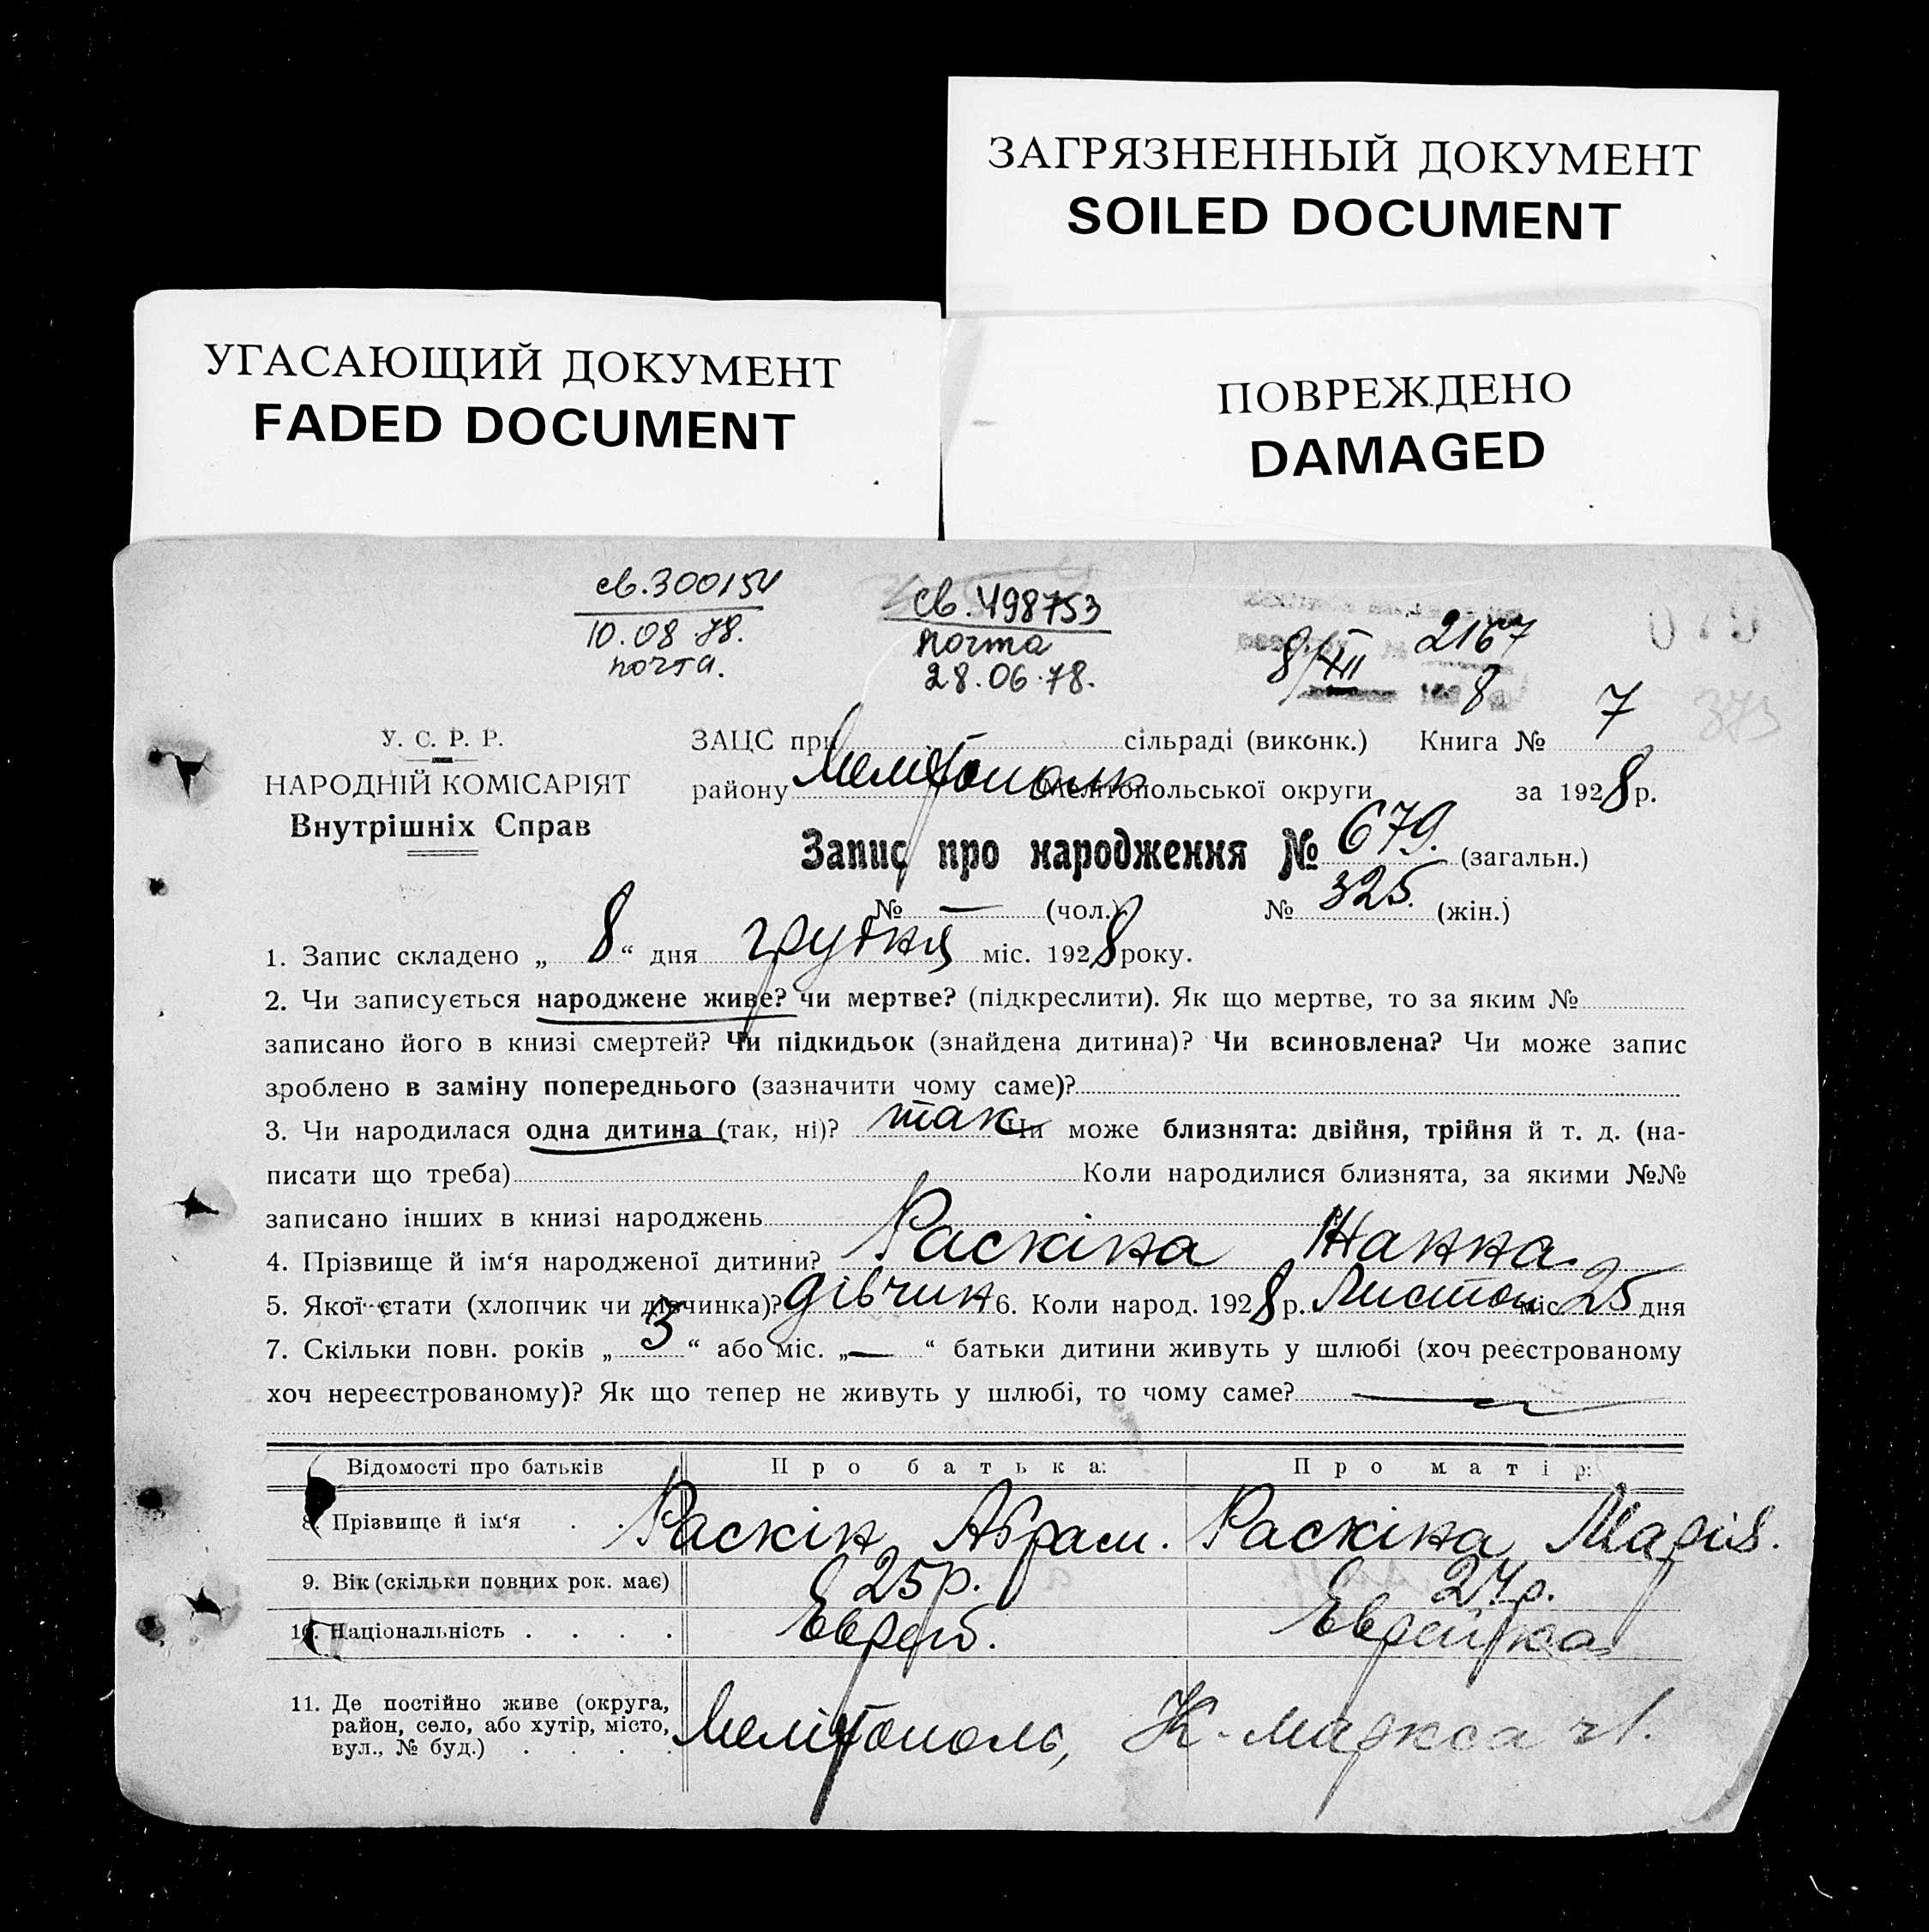 ЗАГРЯЗНЕННЫЙ ДОКУМЕНТ
SOILED DOCUMENT
УГАСАЮЩИЙ ДОКУМЕНТ
FADED DOCUMENT
ПОВРЕЖДЕНО
DAMAGED
св. 300154
10.08 78.
почта.
св. 498753
почта
28.06.78.
2167
8/XII 8
У. С. Р. Р.
НАРОДНІЙ КОМІСАРІЯТ
Внутрішніх Справ
ЗАЦС при сільраді (виконк.) Книга № 7
району Мелітополь Мелітопольської округи за 1928 р.
Запис про народження № 679. (загальн.)
№ — (чол.) № 325. (жін.)
1. Запис складено „ 8 “ дня грудня міс. 1928 року.
2. Чи записується народжене живе? чи мертве? (підкреслити). Як що мертве, то за яким №
записано його в книзі смертей? Чи підкидьок (знайдена дитина)? Чи всиновлена? Чи може запис
зроблено в заміну попереднього (зазначити чому саме)?
3. Чи народилася одна дитина (так, ні)? так Чи може близнята: двійня, трійня й т. д. (на-
писати що треба) Коли народилися близнята, за якими №№
записано інших в книзі народжень
4. Прізвище й ім‘я народженої дитини? Раскіна Жанна.
5. Якої стати (хлопчик чи дівчинка)? дівчин 6. Коли народ. 1928 р. Листоп міс. 25 дня
7. Скільки повн. років „ 3 “ або міс. „ — “ батьки дитини живуть у шлюбі (хоч реєстрованому
хоч нереєстрованому)? Як що тепер не живуть у шлюбі, то чому саме? —
Відомості про батьків Про батька: Про матір:
8. Прізвище й ім‘я Раскін Абрам. Раскіна Марія.
9. Вік (скільки повних рок. має) 25 р. 24 р.
10. Національність . . . . Еврей. Еврейка
11. Де постійно живе (округа,
район, село, або хутір, місто,
вул., № буд.) . . . . Мелітополь, К-Маркса 21.